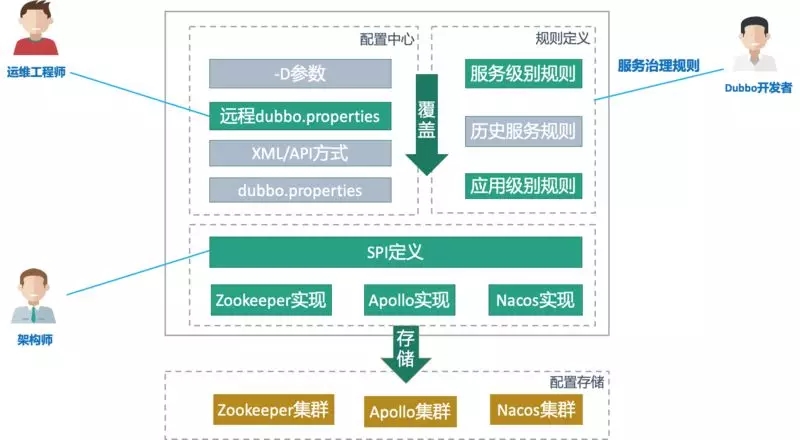 配置中心
规则定义
运维工程师
-D参数
远程dubbo.properties
XML/API方式
dubbo.properties
覆盖
服务级别规则
历史服务规则
应用级别规则
服务治理规则
Dubbo开发者
SPI定义
Zookeeper实现
Apollo实现
Nacos实现
架构师
存储
配置存储
Zookeeper集群
Apollo集群
Nacos集群